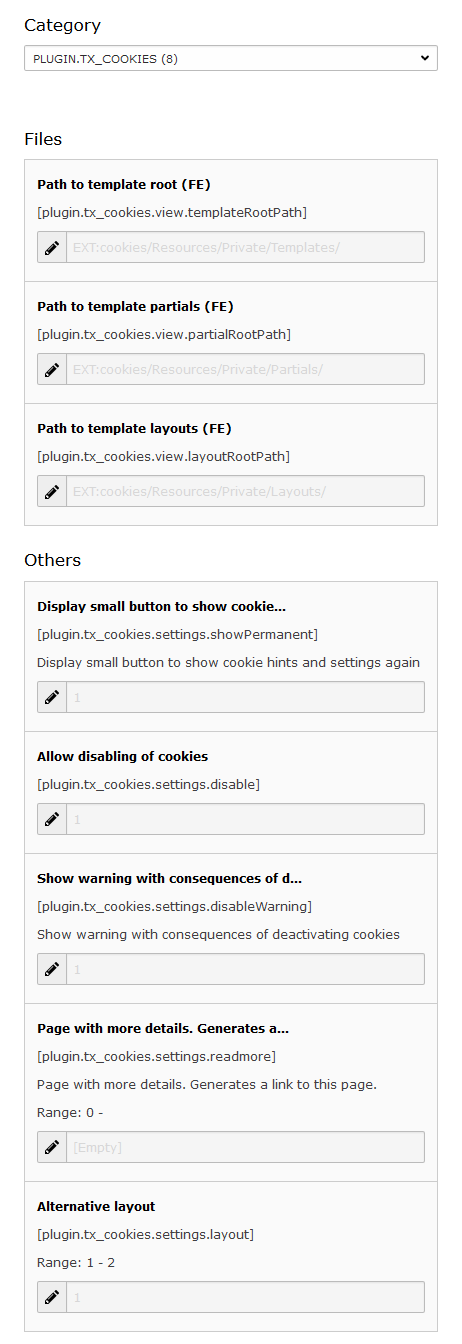 Category
PLUGIN.TX_COOKIES (8)
Files
Path to template root (FE)
[plugin.tx_cookies.view.templateRootPath]
EXT:cookies/Resources/Private/Templates/
Path to template partials (FE)
[plugin.tx_cookies.view.partialRootPath]
EXT:cookies/Resources/Private/Partials/
Path to template layouts (FE)
[plugin.tx_cookies.view.layoutRootPath]
EXT:cookies/Resources/Private/Layouts/
Others
Display small button to show cookie...
[plugin.tx_cookies.settings.showPermanent]
Display small button to show cookie hints and settings again
1
Allow disabling of cookies
[plugin.tx_cookies.settings.disable]
1
Show warning with consequences of d...
[plugin.tx_cookies.settings.disableWarning]
Show warning with consequences of deactivating cookies
1
Page with more details. Generates a...
[plugin.tx_cookies.settings.readmore]
Page with more details. Generates a link to this page.
Range: 0 -
[Empty]
Alternative layout
[plugin.tx_cookies.settings.layout]
Range: 1 - 2
1